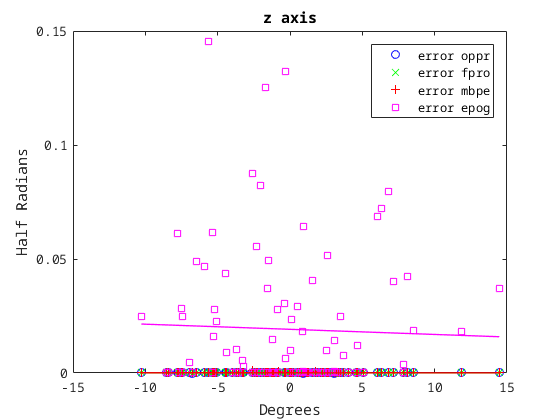 z axis
0.15
error oppr
error fpro
error mbpe
error epog
0.1
Half Radians
0.05
0
-15
-10
-5
0
5
10
15
Degrees